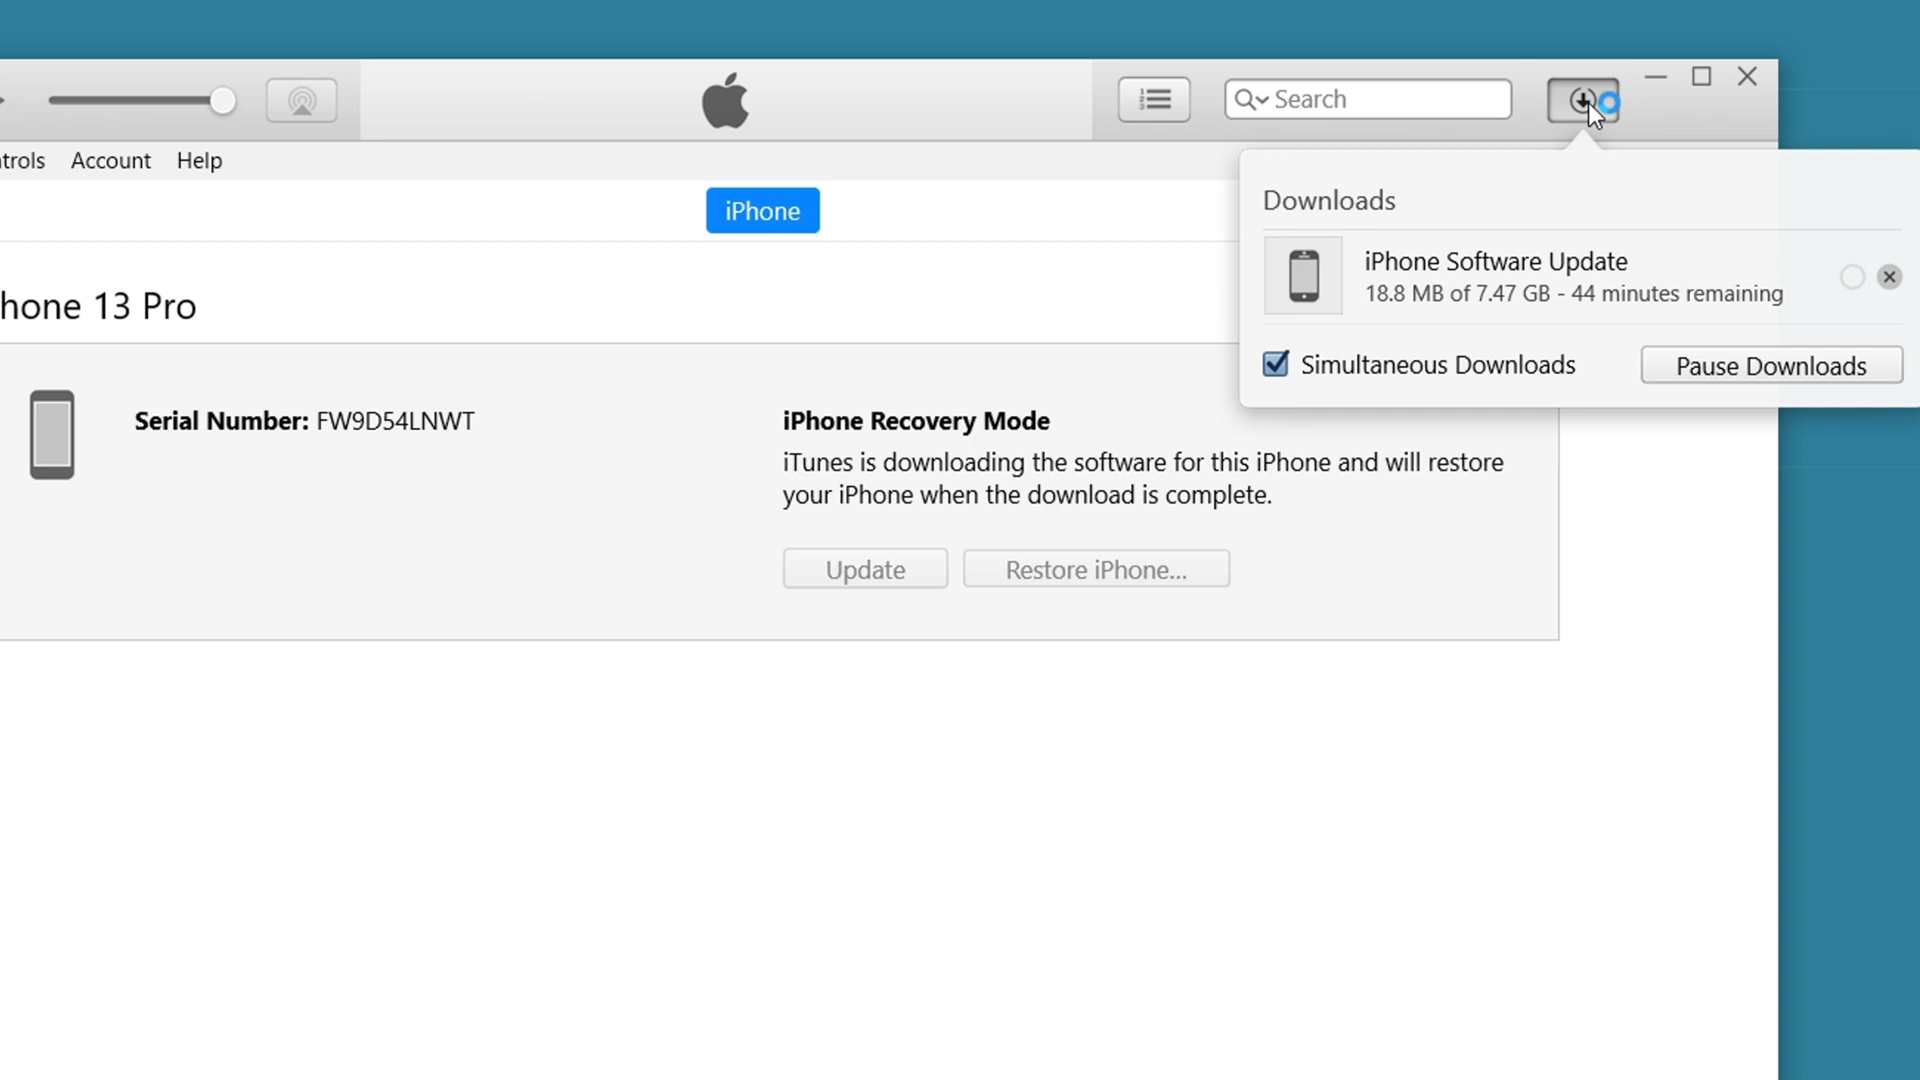 Search
trols Account Help
iPhone
Downloads
iPhone Software Update
18.8 MB of 7.47 GB - 44 minutes remaining
Simultaneous Downloads
Pause Downloads
hone 13 Pro
Serial Number: FW9D54LNWT
iPhone Recovery Mode
iTunes is downloading the software for this iPhone and will restore
your iPhone when the download is complete.
Update
Restore iPhone...